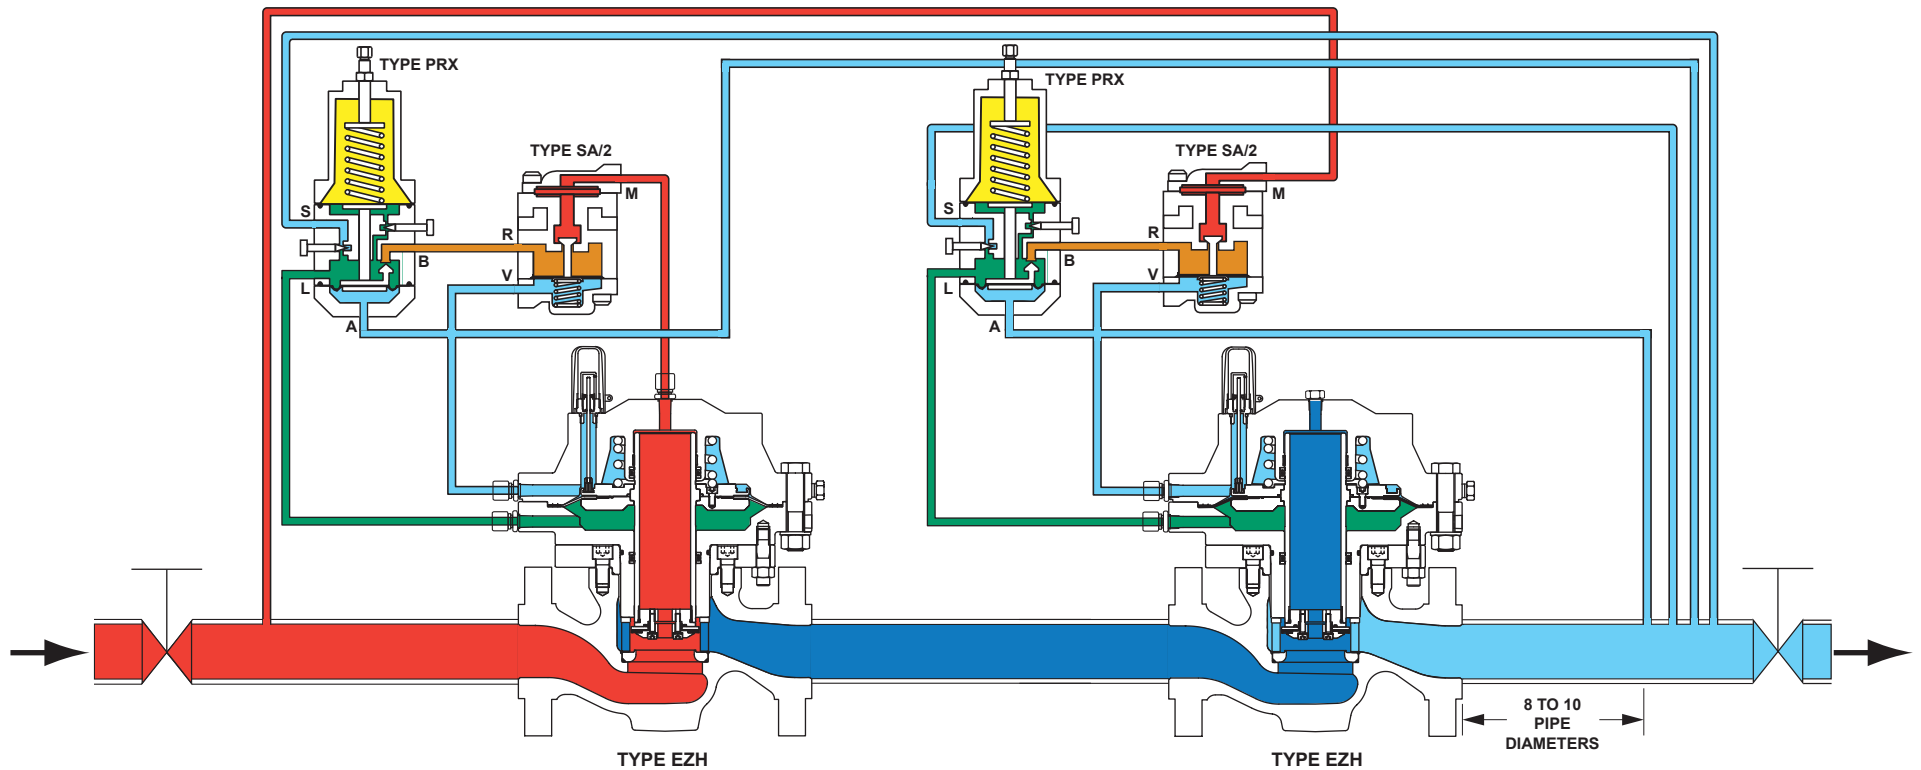 TYPE PRX
TYPE PRX
TYPE SA/2
TYPE SA/2
M
M
S
S
R
R
B
B
V
V
L
L
A
A
8 TO 10
PIPE
DIAMETERS
TYPE EZH
TYPE EZH